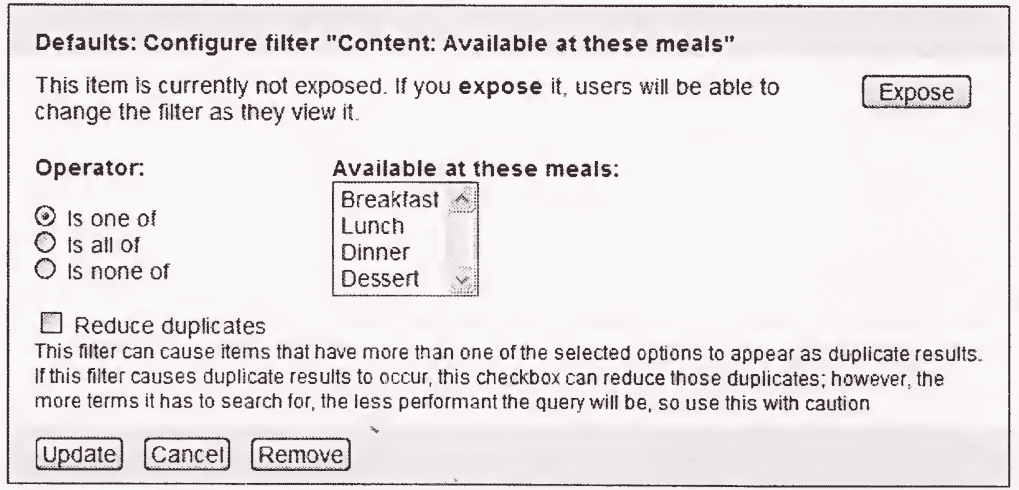 Defaults: Configure filter "Content: Available at these meals"
This item is currently not exposed. If you expose it, users will be able to
change the filter as they view it.
Expose
Operator:
Is one of
Is all of
Is none of
Available at these meals:
Breakfast
Lunch
Dinner
Dessert
Reduce duplicates
This filter can cause items that have more than one of the selected options to appear as duplicate results.
If this filter causes duplicate results to occur, this checkbox can reduce those duplicates; however, the
more terms it has to search for, the less performant the query will be, so use this with caution
Update
Cancel
Remove